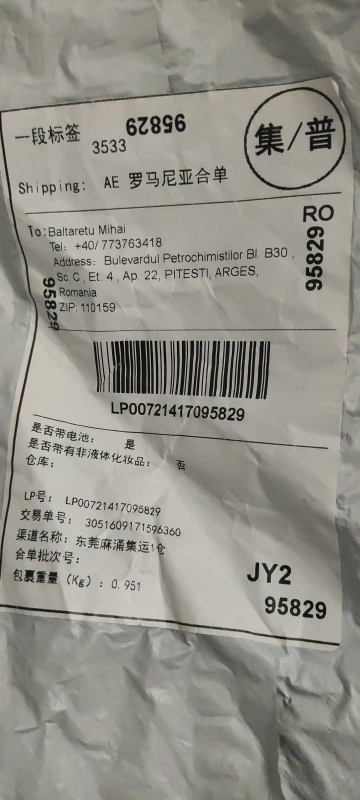 一段标签
95829
3533
集/普
Shipping: AE 罗马尼亚合单
RO
To: Baltaretu Mihai
Tel: +40/ 773763418
Address: Bulevardul Petrochimistilor Bl. B30 ,
Sc C , Et. 4 , Ap 22, PITESTI, ARGES,
Romania
ZIP: 110159
95829
95829
LP00721417095829
是否带电池: 是
是否带有非液体化妆品: 否
仓库:
LP号: LP00721417095829
交易单号: 3051609171596360
渠道名称: 东莞麻涌集运1仓
合单批次号:
包裹重量 (Kg) : 0.951
JY2
95829